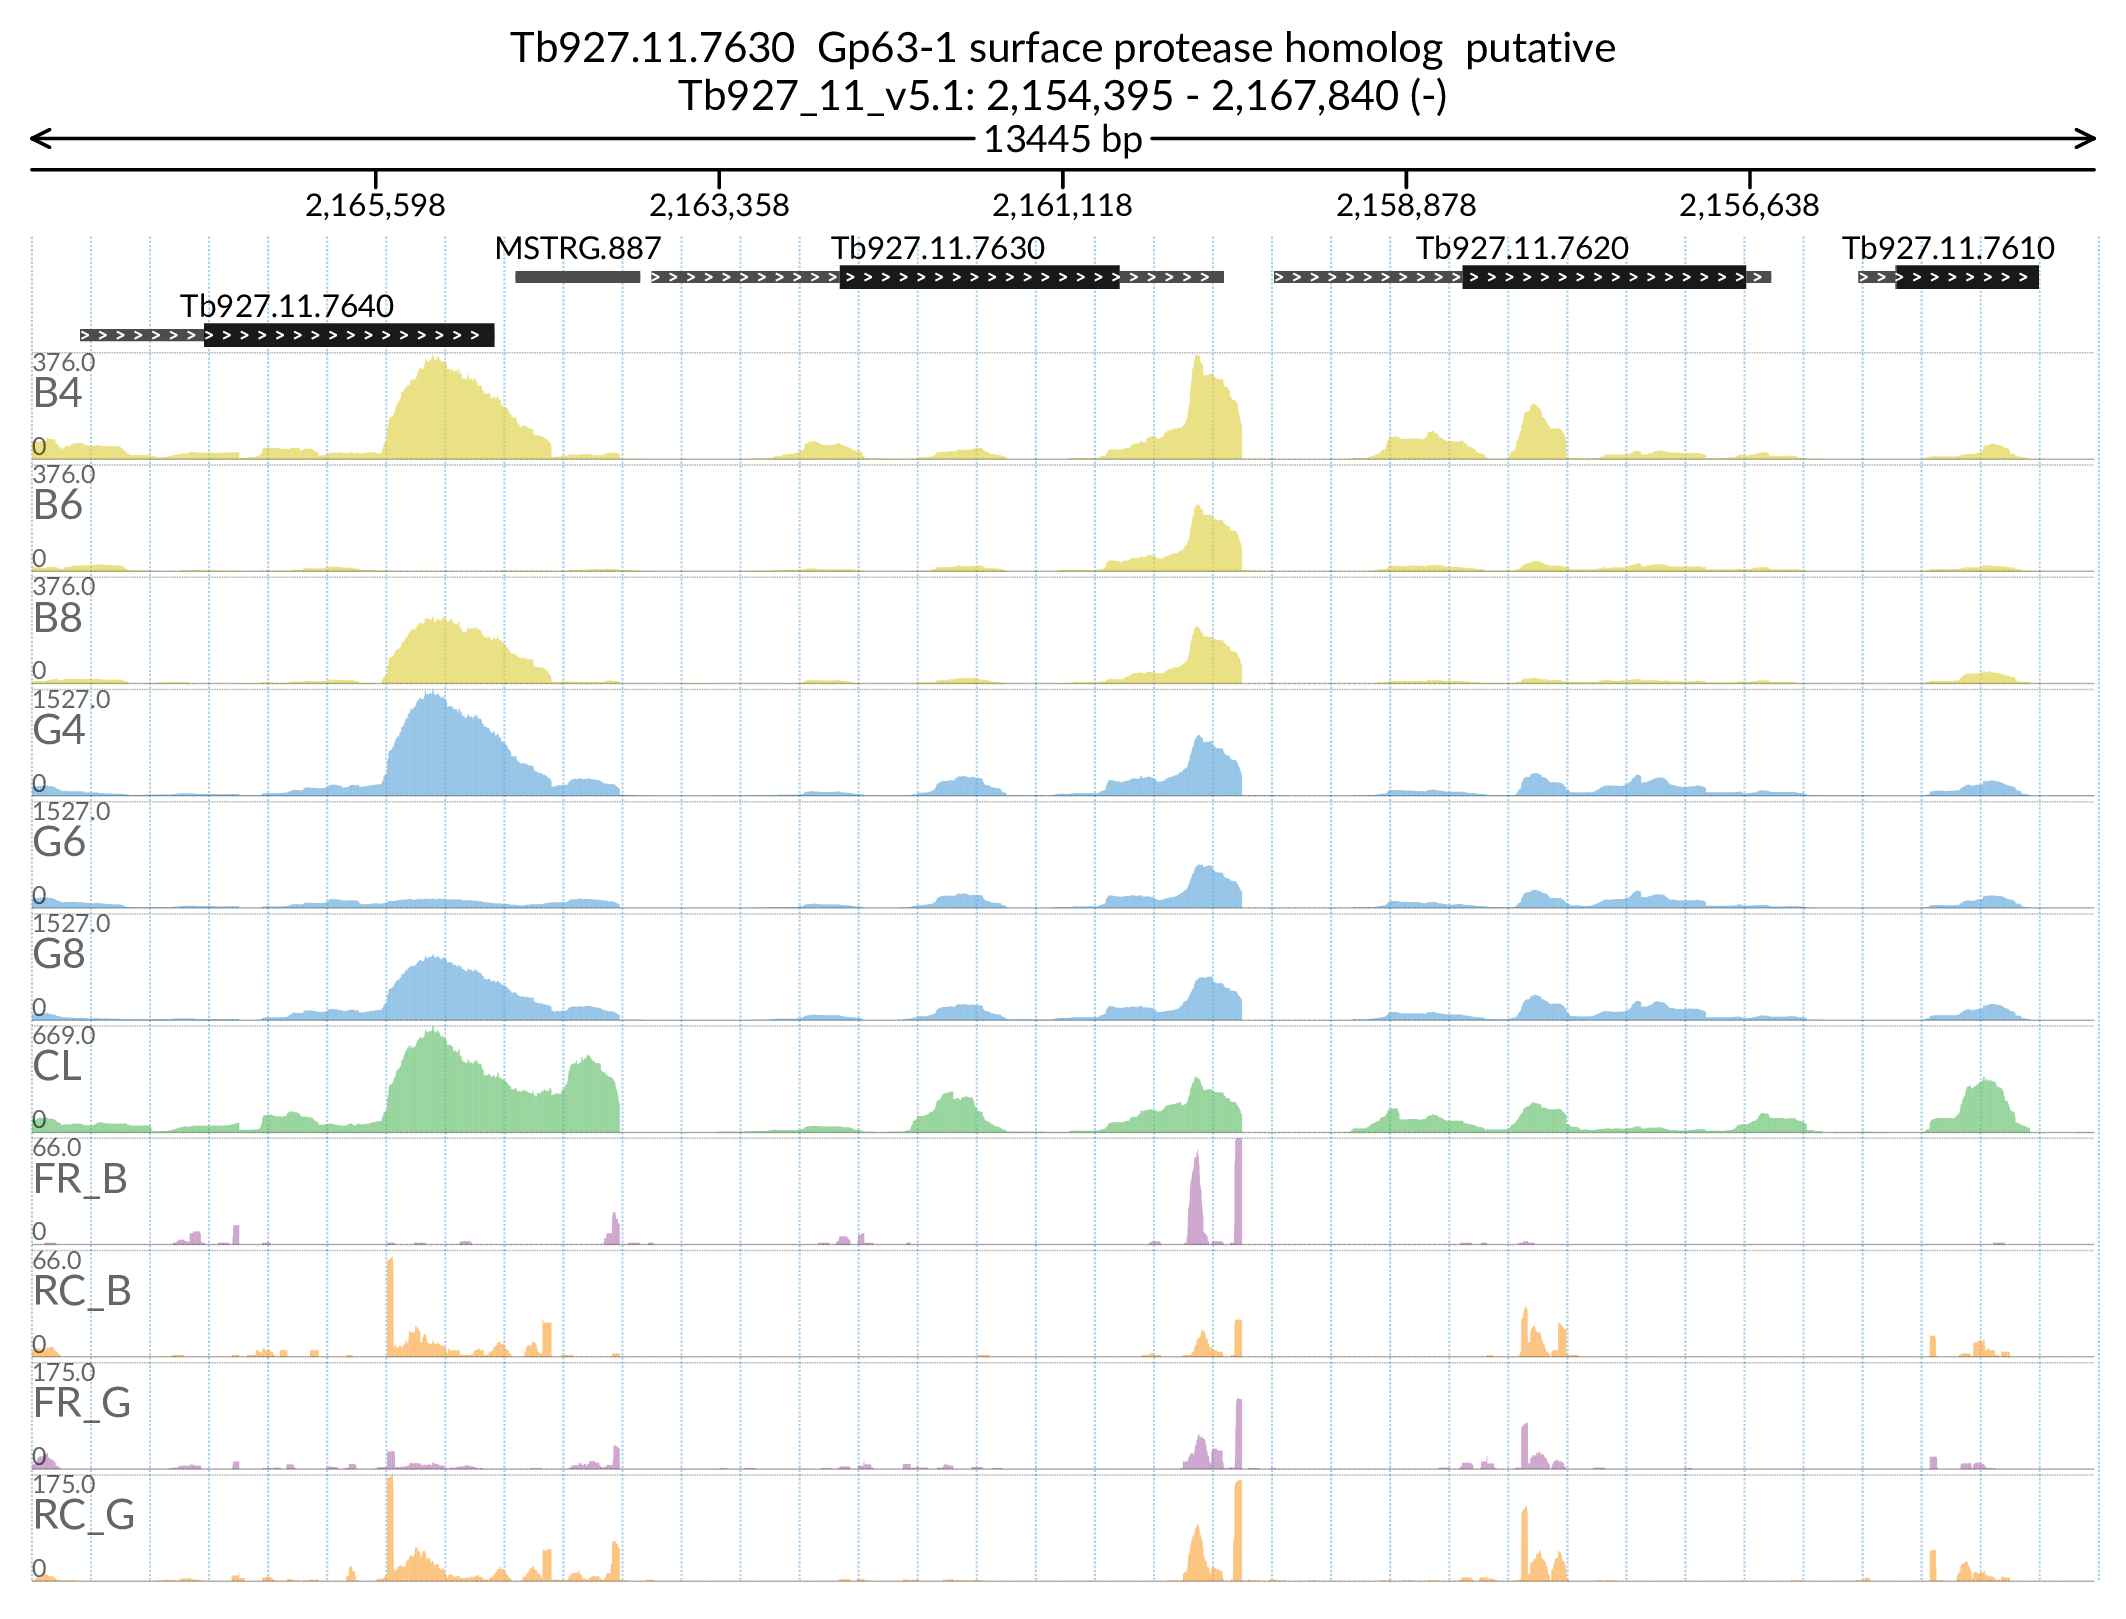 Tb927.11.7630  Gp63-1 surface protease homolog  putative
Tb927_11_v5.1: 2,154,395 - 2,167,840 (-)
13445 bp
2,165,598 2,163,358 2,161,118 2,158,878 2,156,638
MSTRG.887 Tb927.11.7630 Tb927.11.7620 Tb927.11.7610
Tb927.11.7640
376.0
B4
0
376.0
B6
0
376.0
B8
0
1527.0
G4
0
1527.0
G6
0
1527.0
G8
0
669.0
CL
0
66.0
FR_B
0
66.0
RC_B
0
175.0
FR_G
0
175.0
RC_G
0